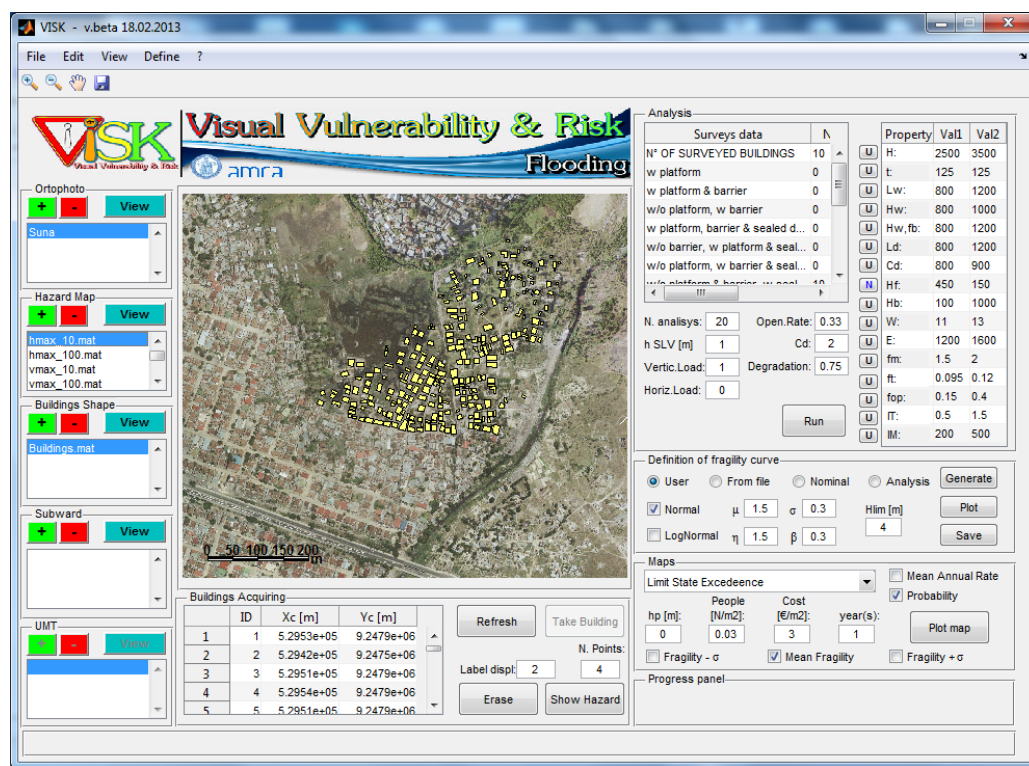 VISK - v.beta 18.02.2013
File Edit View Define ?
ViSK
Visual Vulnerability & Risk
Visual Vulnerability & Risk
amra
Flooding
Ortophoto
+ - View
Suna
Hazard Map
+ - View
hmax_10.mat
hmax_100.mat
vmax_10.mat
vmax_100.mat
Buildings Shape
+ - View
Buildings.mat
Subward
+ - View
UMT
+ - View
0 50 100 150 200
m
Buildings Acquiring
ID Xc [m] Yc [m]
1 1 5.2953e+05 9.2479e+06
2 2 5.2942e+05 9.2475e+06
3 3 5.2951e+05 9.2479e+06
4 4 5.2954e+05 9.2479e+06
5 5 5.2951e+05 9.2479e+06
Refresh Take Building
N. Points:
Label displ: 2 4
Erase Show Hazard
Analysis
Surveys data N
N° OF SURVEYED BUILDINGS 10
w platform 0
w platform & barrier 0
w/o platform, w barrier 0
w platform, barrier & sealed d... 0
w/o barrier, w platform & seal... 0
w/o platform, w barrier & seal... 0
w/o platform & barrier, w seal... 10
N. analisys: 20 Open.Rate: 0.33
h SLV [m] 1 Cd: 2
Vertic.Load: 1 Degradation: 0.75
Horiz.Load: 0
Run
Property Val1 Val2
U H: 2500 3500
U t: 125 125
U Lw: 800 1200
U Hw: 800 1000
U Hw,fb: 800 1200
U Ld: 800 1200
U Cd: 800 900
N Hf: 450 150
U Hb: 100 1000
U W: 11 13
U E: 1200 1600
U fm: 1.5 2
U ft: 0.095 0.12
U fop: 0.15 0.4
U IT: 0.5 1.5
U IM: 200 500
Definition of fragility curve
User From file Nominal Analysis Generate
Normal μ 1.5 σ 0.3 Hlim [m] Plot
4
LogNormal η 1.5 β 0.3 Save
Maps
Limit State Excedeence Mean Annual Rate
Probability
People Cost
hp [m]: [N/m2]: [€/m2]: year(s):
0 0.03 3 1 Plot map
Fragility - σ Mean Fragility Fragility + σ
Progress panel